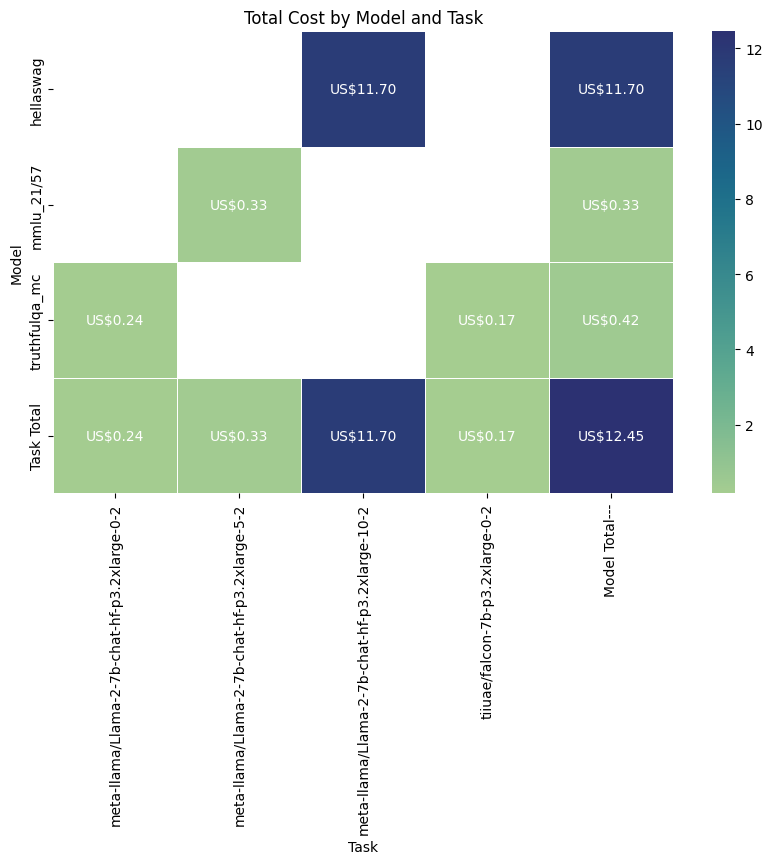 Total Cost by Model and Task
Model
hellaswag
US$11.70
US$11.70
mmlu_21/57
US$0.33
US$0.33
truthfulqa_mc
US$0.24
US$0.17
US$0.42
Task Total
US$0.24
US$0.33
US$11.70
US$0.17
US$12.45
meta-llama/Llama-2-7b-chat-hf-p3.2xlarge-0-2
meta-llama/Llama-2-7b-chat-hf-p3.2xlarge-5-2
meta-llama/Llama-2-7b-chat-hf-p3.2xlarge-10-2
tiiuae/falcon-7b-p3.2xlarge-0-2
Model Total---
Task
12
10
8
6
4
2